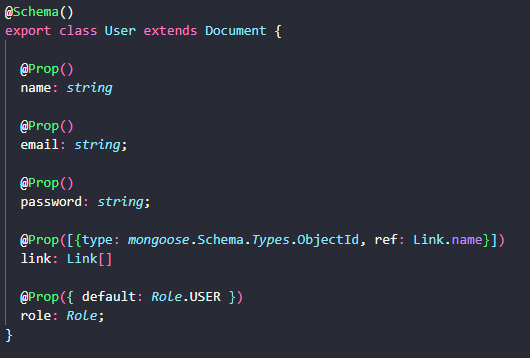 @Schema()
export class User extends Document {
@Prop()
name: string
@Prop()
email: string;
@Prop()
password: string;
@Prop([{type: mongoose.Schema.Types.ObjectId, ref: Link.name}])
link: Link[]
@Prop({ default: Role.USER })
role: Role;
}